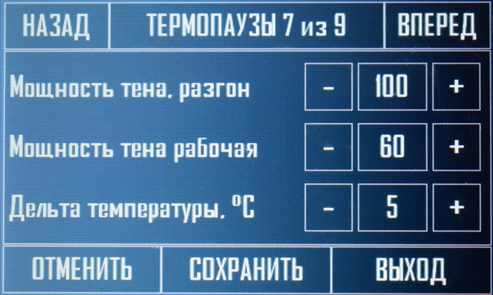 НАЗАД ТЕРМОПАУЗЫ 7 из 9 ВПЕРЕД
Мощность тена, разгон - 100 +
Мощность тена рабочая - 60 +
Дельта температуры, ºС - 5 +
ОТМЕНИТЬ СОХРАНИТЬ ВЫХОД